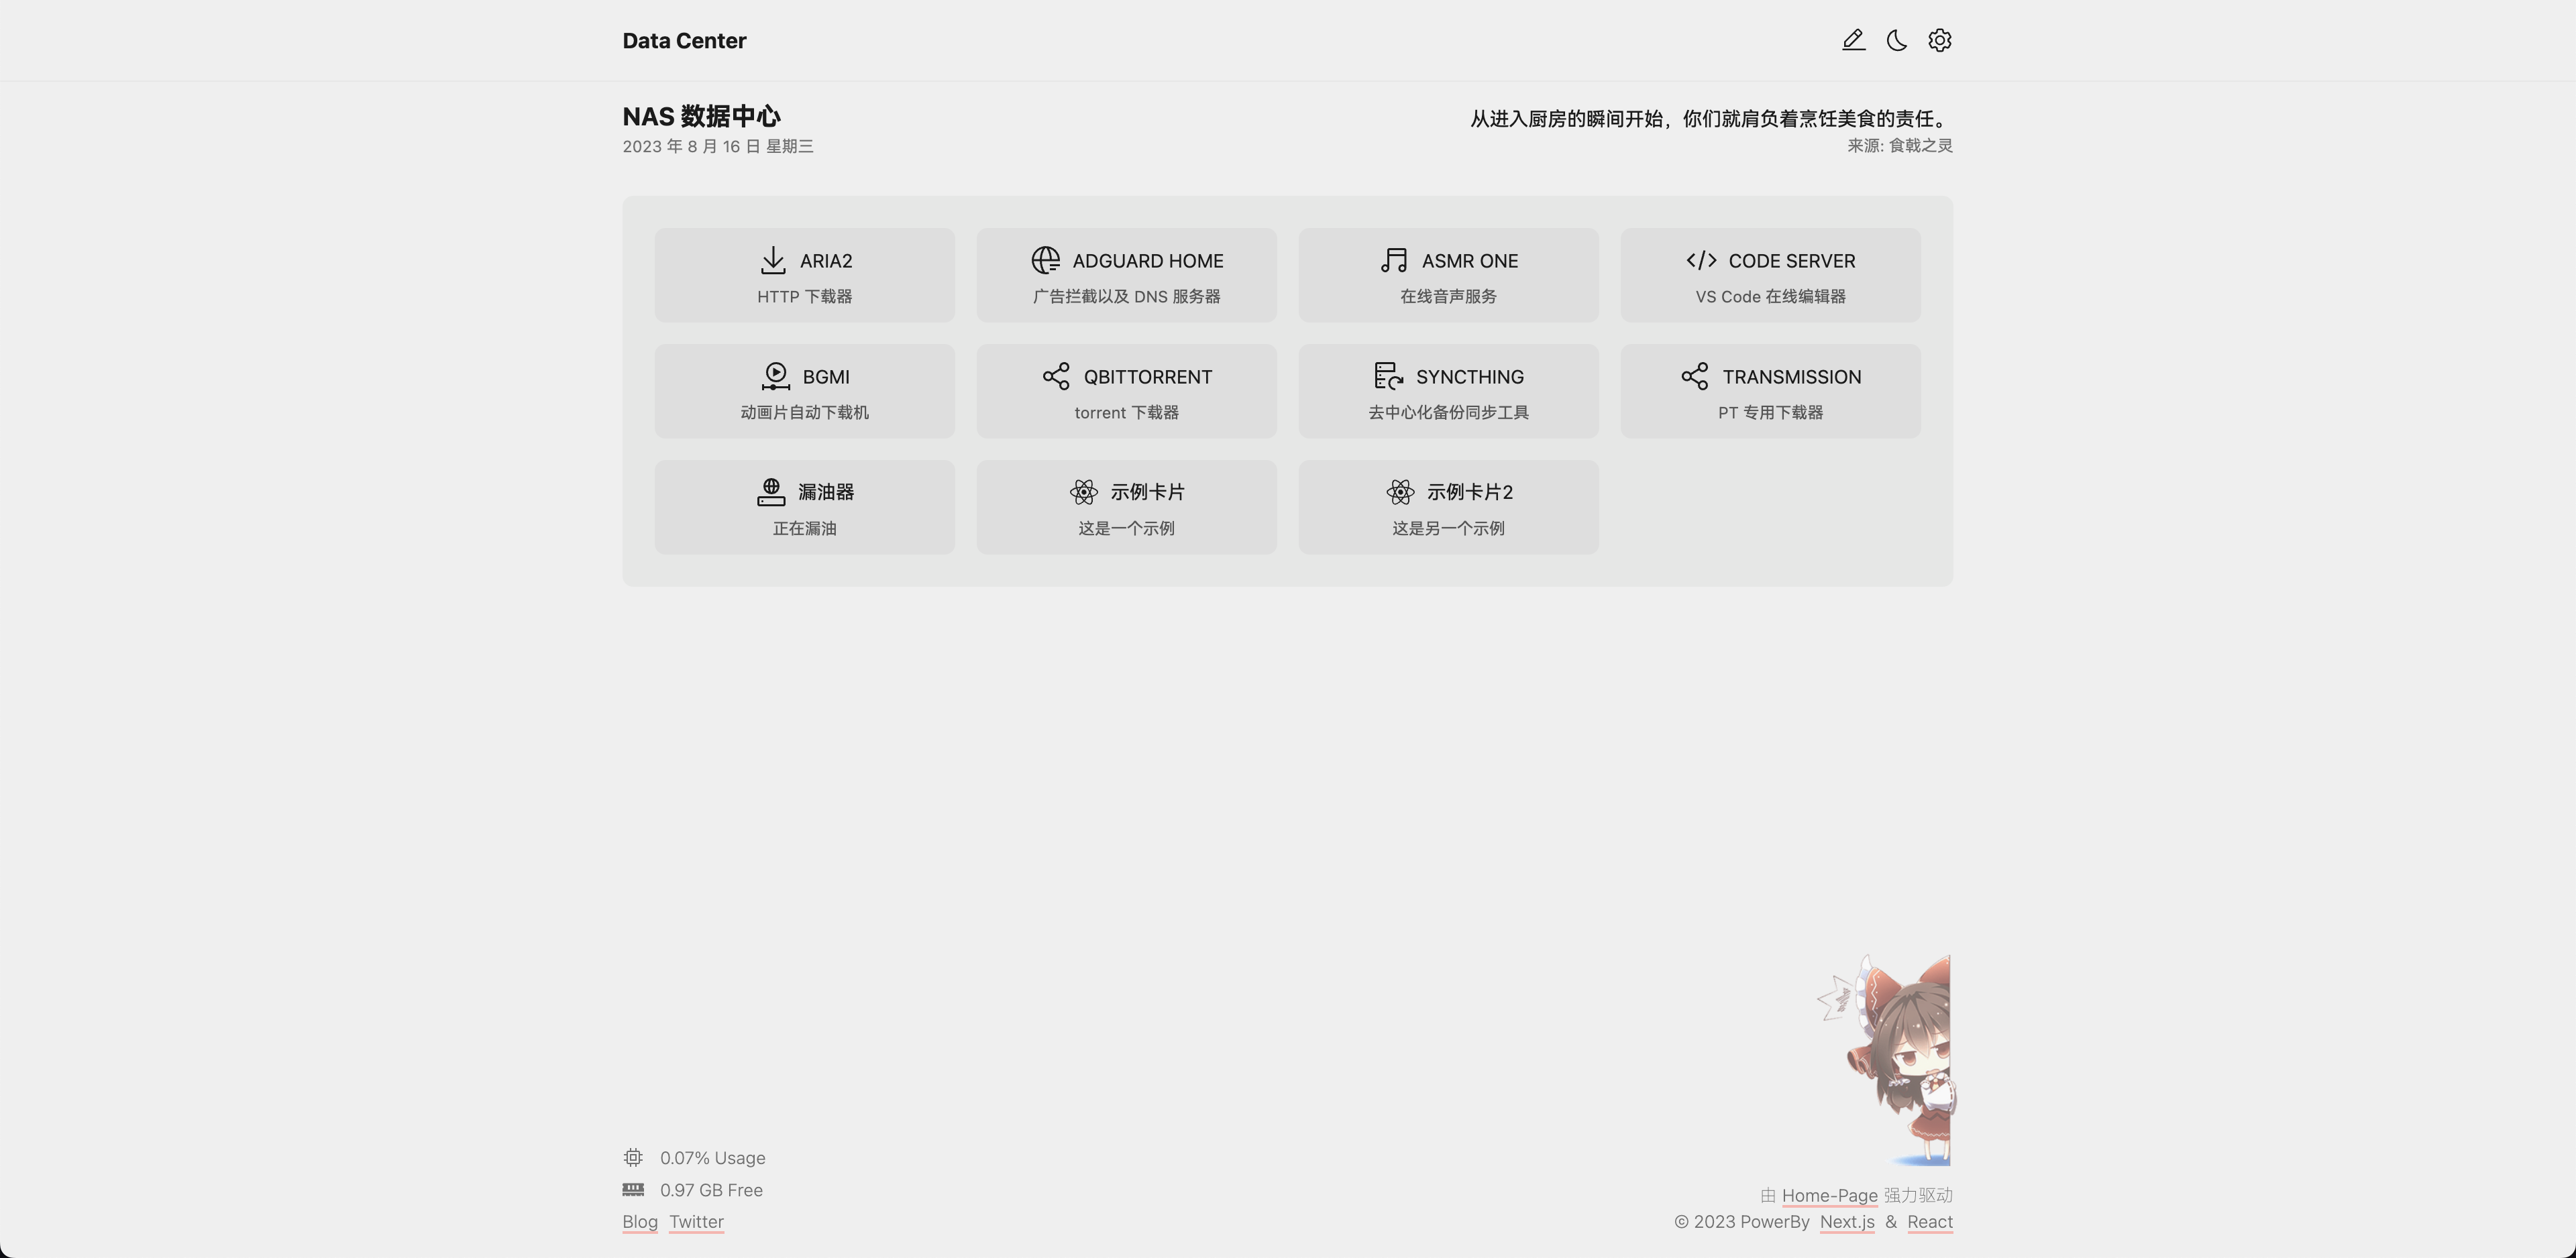 Data Center
NAS 数据中心
2023 年 8 月 16 日 星期三
从进入厨房的瞬间开始，你们就肩负着烹饪美食的责任。
来源: 食戟之灵
ARIA2
HTTP 下载器
ADGUARD HOME
广告拦截以及 DNS 服务器
ASMR ONE
在线音声服务
CODE SERVER
VS Code 在线编辑器
BGMI
动画片自动下载机
QBITTORRENT
torrent 下载器
SYNCTHING
去中心化备份同步工具
TRANSMISSION
PT 专用下载器
漏油器
正在漏油
示例卡片
这是一个示例
示例卡片2
这是另一个示例
0.07% Usage
0.97 GB Free
Blog Twitter
由 Home-Page 强力驱动
© 2023 PowerBy Next.js & React